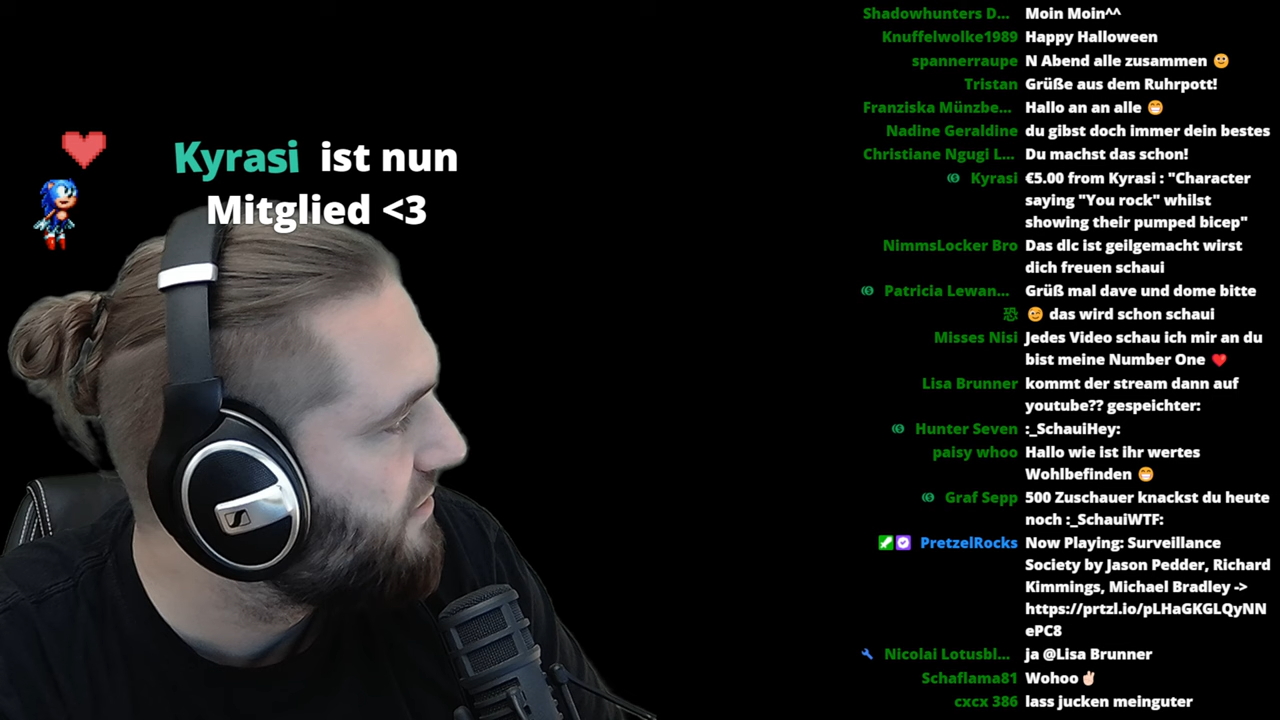 Kyrasi ist nun
Mitglied <3
Shadowhunters D... Moin Moin^^
Knuffelwolke1989 Happy Halloween
spannerraupe N Abend alle zusammen 🙂
Tristan Grüße aus dem Ruhrpott!
Franziska Münzbe... Hallo an an alle 😁
Nadine Geraldine du gibst doch immer dein bestes
Christiane Ngugi L... Du machst das schon!
Kyrasi €5.00 from Kyrasi : "Character
saying "You rock" whilst
showing their pumped bicep"
NimmsLocker Bro Das dlc ist geilgemacht wirst
dich freuen schaui
Patricia Lewan... Grüß mal dave und dome bitte
恐 😊 das wird schon schaui
Misses Nisi Jedes Video schau ich mir an du
bist meine Number One ❤️
Lisa Brunner kommt der stream dann auf
youtube?? gespeichter:
Hunter Seven :_SchauiHey:
paisy whoo Hallo wie ist ihr wertes
Wohlbefinden 😁
Graf Sepp 500 Zuschauer knackst du heute
noch :_SchauiWTF:
PretzelRocks Now Playing: Surveillance
Society by Jason Pedder, Richard
Kimmings, Michael Bradley ->
https://prtzl.io/pLHaGKGLQyNN
ePC8
Nicolai Lotusbl... ja @Lisa Brunner
Schaflama81 Wohoo✌🏻
cxcx 386 lass jucken meinguter